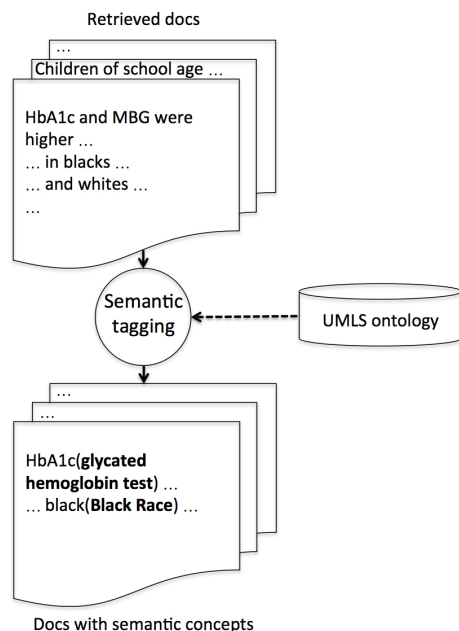 Retrieved docs
...
Children of school age ...
HbA1c and MBG were
higher ...
... in blacks ...
... and whites ...
...
Semantic
tagging
UMLS ontology
...
...
HbA1c(glycated
hemoglobin test) ...
... black(Black Race) ...
Docs with semantic concepts